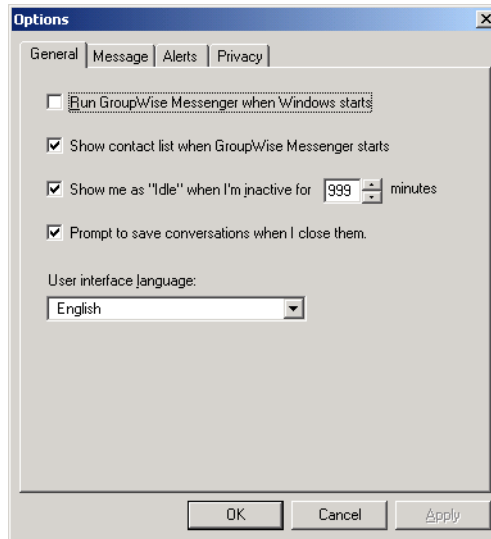 Options
General Message Alerts Privacy
Run GroupWise Messenger when Windows starts
Show contact list when GroupWise Messenger starts
Show me as "Idle" when I'm inactive for 999 minutes
Prompt to save conversations when I close them.
User interface language:
English
OK Cancel Apply